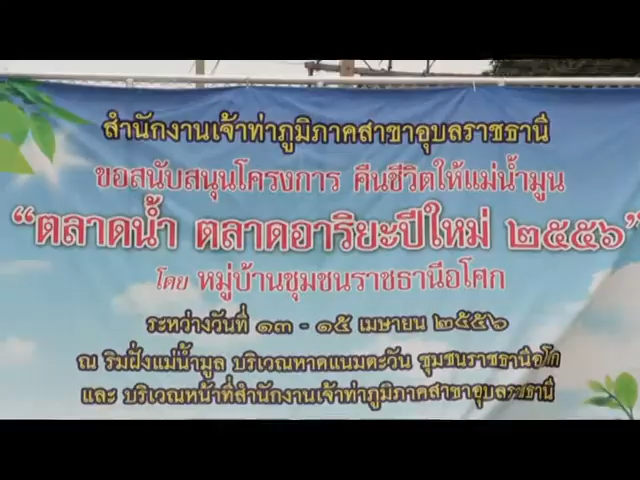 สำนักงานเจ้าท่าภูมิภาคสาขาอุบลราชธานี
ขอสนับสนุนโครงการ คืนชีวิตให้แม่น้ำมูน
“ตลาดน้ำ ตลาดอาริยะปีใหม่ ๒๕๕๖”
โดย หมู่บ้านชุมชนราชธานีอโศก
ระหว่างวันที่ ๑๓ - ๑๕ เมษายน ๒๕๕๖
ณ ริมฝั่งแม่น้ำมูล บริเวณหาดแนมตะวัน ชุมชนราชธานีอโก
และ บริเวณหน้าที่สำนักงานเจ้าท่าภูมิภาคสาขาอุบลราชธานี